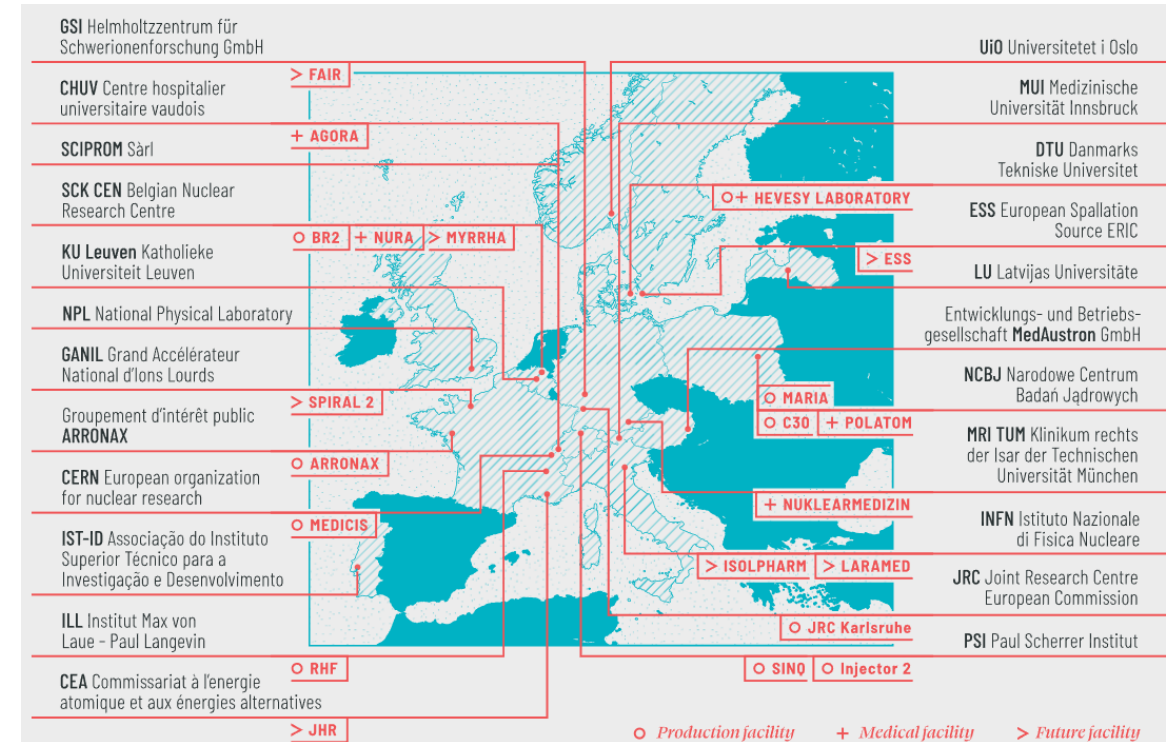 GSI Helmholtzzentrum für
Schwerionenforschung GmbH
> FAIR
CHUV Centre hospitalier
universitaire vaudois
+ AGORA
SCIPROM Sàrl
SCK CEN Belgian Nuclear
Research Centre
O BR2 + NURA > MYRRHA
KU Leuven Katholieke
Universiteit Leuven
NPL National Physical Laboratory
GANIL Grand Accélérateur
National d'Ions Lourds
> SPIRAL 2
Groupement d'intérêt public
ARRONAX
O ARRONAX
CERN European organization
for nuclear research
O MEDICIS
IST-ID Associação do Instituto
Superior Técnico para a
Investigação e Desenvolvimento
ILL Institut Max von
Laue – Paul Langevin
O RHF
CEA Commissariat à l'energie
atomique et aux énergies alternatives
> JHR
UiO Universitetet i Oslo
MUI Medizinische
Universität Innsbruck
DTU Danmarks
Tekniske Universitet
O+ HEVESY LABORATORY
ESS European Spallation
Source ERIC
> ESS
LU Latvijas Universitāte
Entwicklungs- und Betriebs-
gesellschaft MedAustron GmbH
NCBJ Narodowe Centrum
Badań Jądrowych
O MARIA
O C30 + POLATOM
MRI TUM Klinikum rechts
der Isar der Technischen
Universität München
+ NUKLEARMEDIZIN
INFN Istituto Nazionale
di Fisica Nucleare
> ISOLPHARM > LARAMED
JRC Joint Research Centre
European Commission
O JRC Karlsruhe
PSI Paul Scherrer Institut
O SINQ O Injector 2
O Production facility + Medical facility > Future facility